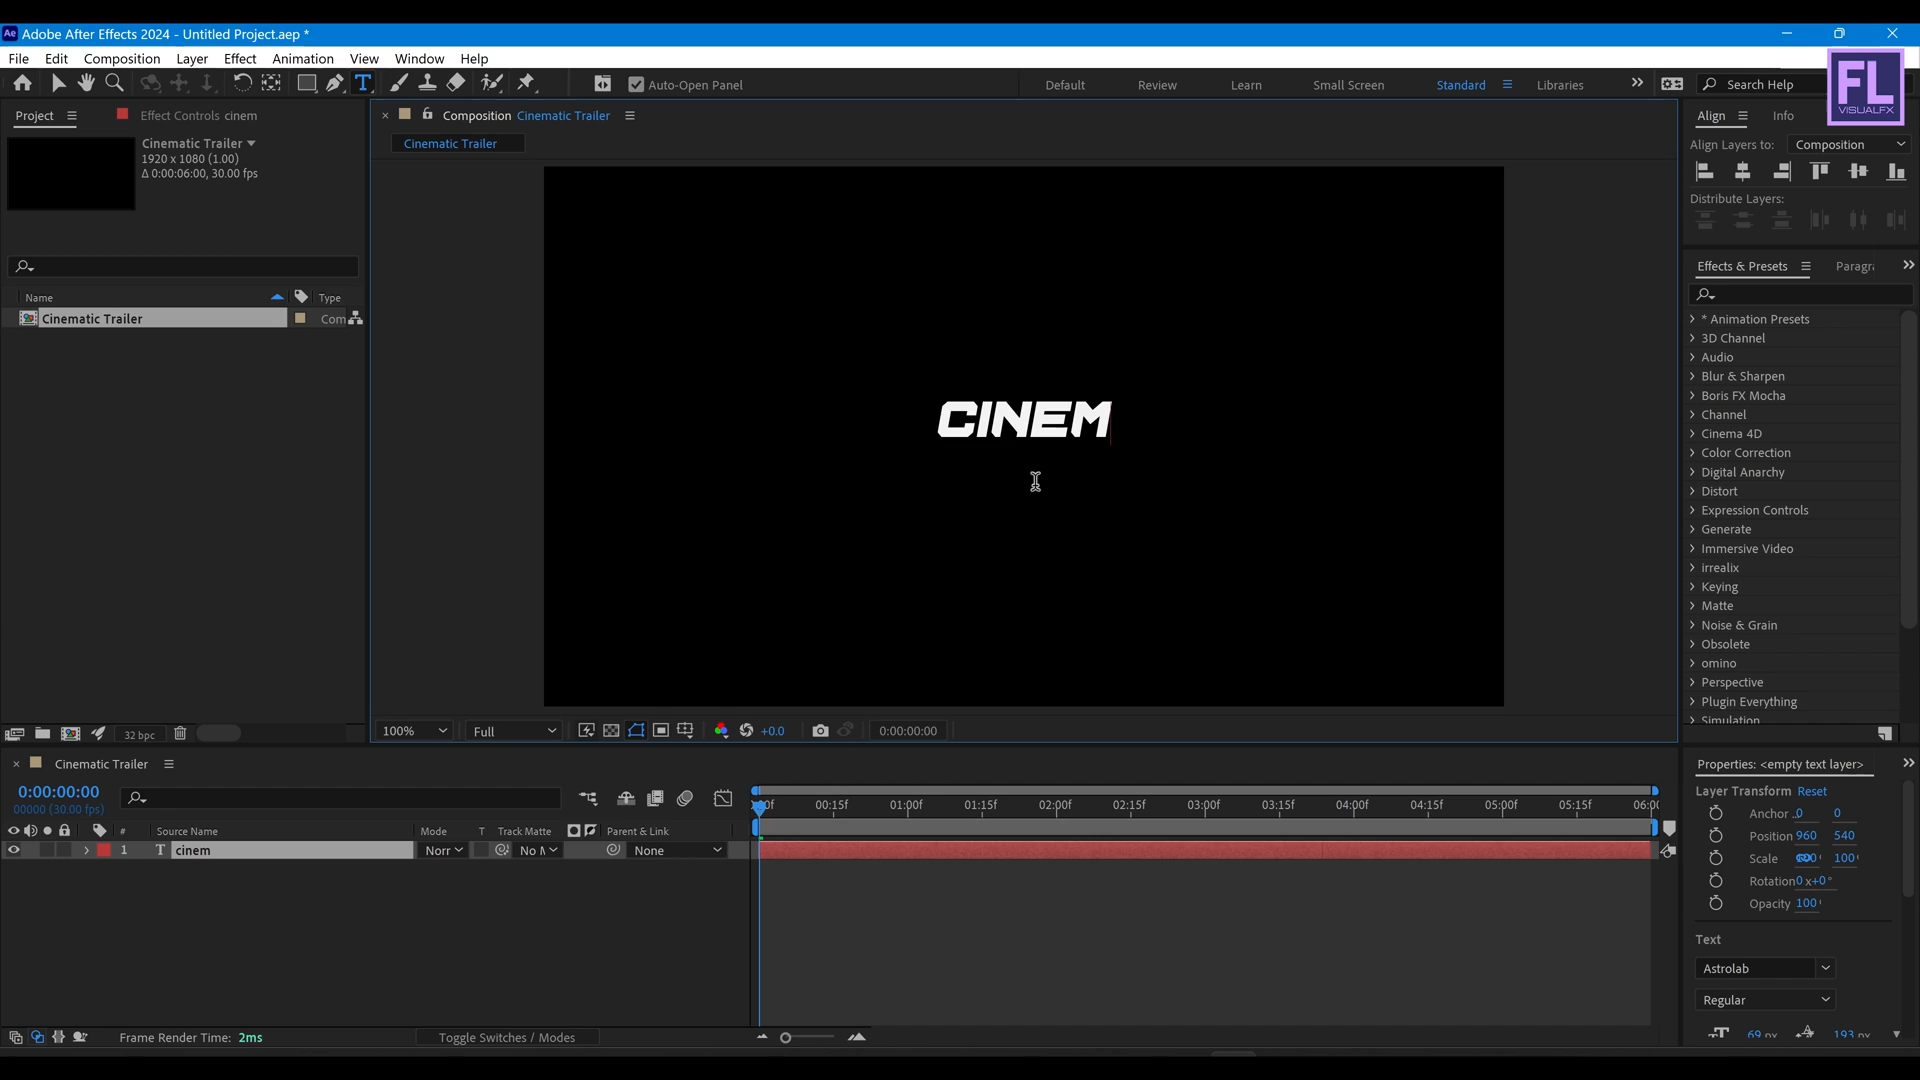 Adobe After Effects 2024 - Untitled Project.aep *
File Edit Composition Layer Effect Animation View Window Help
Auto-Open Panel
Default Review Learn Small Screen Standard Libraries
Search Help
FL
VISUALFX
Project
Effect Controls cinem
Cinematic Trailer
1920 x 1080 (1.00)
Δ 0:00:06:00, 30.00 fps
Name Type
Cinematic Trailer Com
32 bpc
Composition Cinematic Trailer
Cinematic Trailer
CINEM
100% Full +0.0 0:00:00:00
Align Info
Align Layers to: Composition
Distribute Layers:
Effects & Presets Paragra
* Animation Presets
3D Channel
Audio
Blur & Sharpen
Boris FX Mocha
Channel
Cinema 4D
Color Correction
Digital Anarchy
Distort
Expression Controls
Generate
Immersive Video
irrealix
Keying
Matte
Noise & Grain
Obsolete
omino
Perspective
Plugin Everything
Simulation
Cinematic Trailer
0:00:00:00
00000 (30.00 fps)
# Source Name Mode T Track Matte Parent & Link
1 T cinem Norr None
00:15f 01:00f 01:15f 02:00f 02:15f 03:00f 03:15f 04:00f 04:15f 05:00f 05:15f
Frame Render Time: 2ms
Toggle Switches / Modes
Properties: <empty text layer>
Layer Transform Reset
Anchor .. 0 0
Position 960 540
Scale 100
Rotation 0 x+0°
Opacity 100
Text
Astrolab
Regular
69 px 193 px